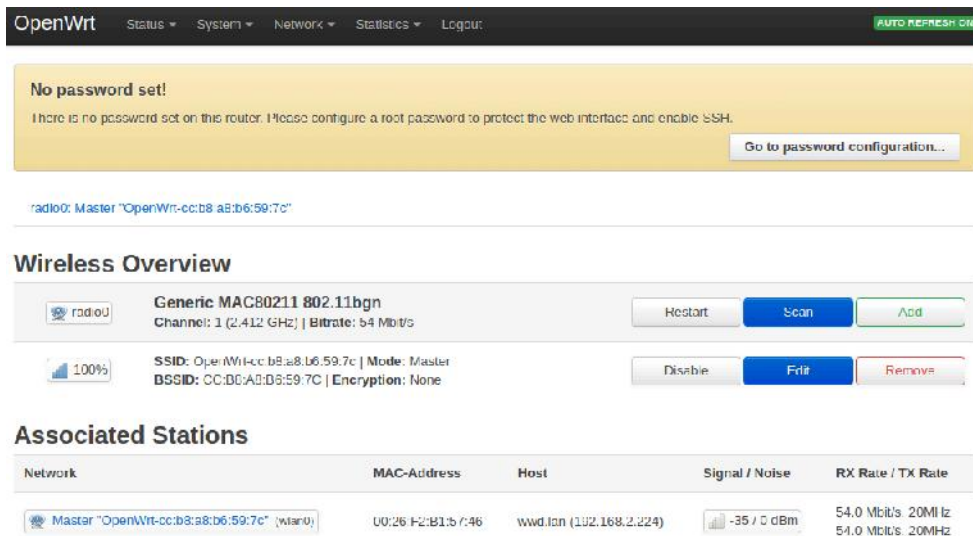 OpenWrt Status System Network Statistics Logout AUTO REFRESH ON
No password set!
There is no password set on this router. Please configure a root password to protect the web interface and enable SSH.
Go to password configuration...
radio0: Master "OpenWrt-cc:b8:a8:b6:59:7c"
Wireless Overview
radio0 Generic MAC80211 802.11bgn Restart Scan Add
Channel: 1 (2.412 GHz) | Bitrate: 54 Mbit/s
100% SSID: OpenWrt-cc:b8:a8:b6:59:7c | Mode: Master Disable Edit Remove
BSSID: CC:B8:A8:B6:59:7C | Encryption: None
Associated Stations
Network MAC-Address Host Signal / Noise RX Rate / TX Rate
Master "OpenWrt-cc:b8:a8:b6:59:7c" (wlan0) 00:26:F2:B1:57:46 wwd.lan (192.168.2.224) -35 / 0 dBm 54.0 Mbit/s, 20MHz
54.0 Mbit/s, 20MHz